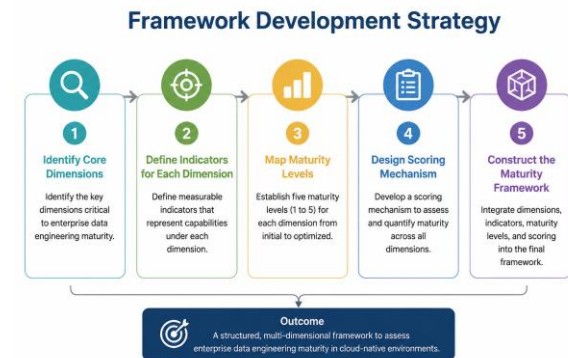 Framework Development Strategy
1
Identify Core
Dimensions
Identify the key
dimensions critical
to enterprise data
engineering maturity.
2
Define Indicators
for Each Dimension
Define measurable
indicators that
represent capabilities
under each
dimension.
3
Map Maturity
Levels
Establish five maturity
levels (1 to 5) for
each dimension from
initial to optimized.
4
Design Scoring
Mechanism
Develop a scoring
mechanism to assess
and quantify maturity
across all
dimensions.
5
Construct the
Maturity
Framework
Integrate dimensions,
indicators, maturity
levels, and scoring
into the final
framework.
Outcome
A structured, multi-dimensional framework to assess
enterprise data engineering maturity in cloud-native environments.